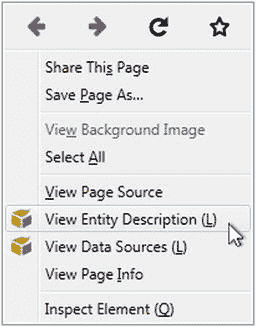 Share This Page
Save Page As...
View Background Image
Select All
View Page Source
View Entity Description (L)
View Data Sources (L)
View Page Info
Inspect Element (Q)